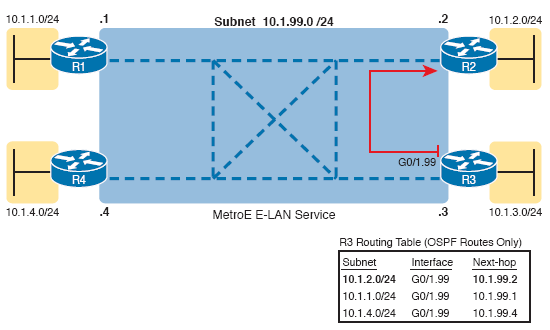 10.1.1.0/24
.1
Subnet 10.1.99.0 /24
.2
10.1.2.0/24
R1
R2
G0/1.99
R4
R3
10.1.4.0/24
.4
MetroE E-LAN Service
.3
10.1.3.0/24
R3 Routing Table (OSPF Routes Only)
Subnet Interface Next-hop
10.1.2.0/24 G0/1.99 10.1.99.2
10.1.1.0/24 G0/1.99 10.1.99.1
10.1.4.0/24 G0/1.99 10.1.99.4